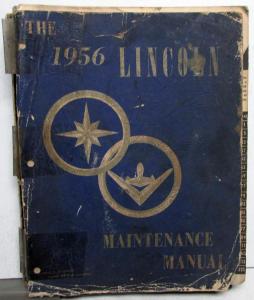 THE
1956 LINCOLN
MAINTENANCE
MANUAL